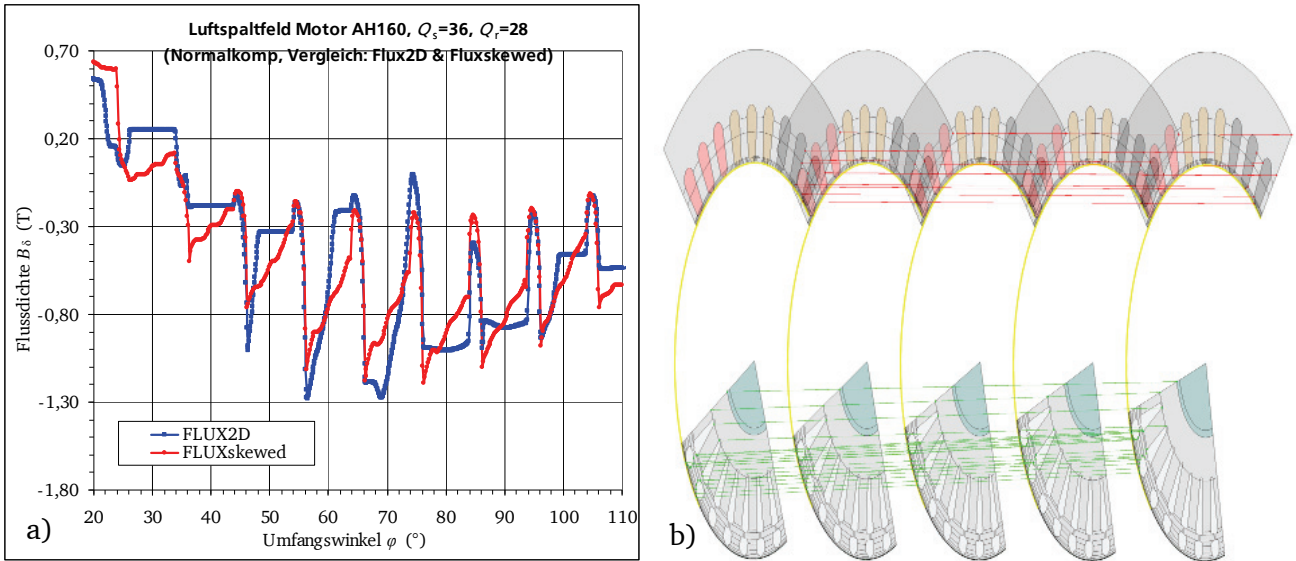 Luftspaltfeld Motor AH160, Qs=36, Qr=28
(Normalkomp, Vergleich: Flux2D & Fluxskewed)
0,70
0,20
-0,30
-0,80
-1,30
-1,80
Flussdichte Bδ (T)
FLUX2D
FLUXskewed
20 30 40 50 60 70 80 90 100 110
Umfangswinkel φ (°)
a)
b)